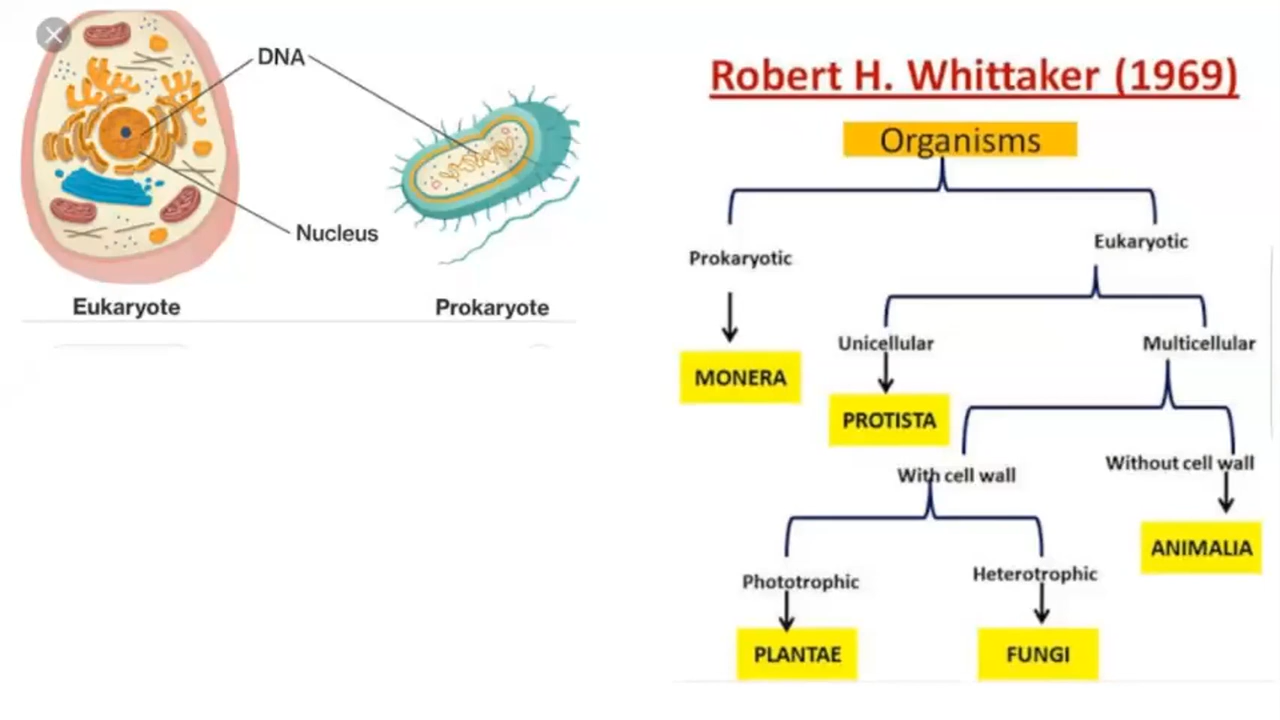 DNA
Nucleus
Eukaryote
Prokaryote
Robert H. Whittaker (1969)
Organisms
Prokaryotic
Eukaryotic
MONERA
Unicellular
Multicellular
PROTISTA
With cell wall
Without cell wall
ANIMALIA
Phototrophic
Heterotrophic
PLANTAE
FUNGI